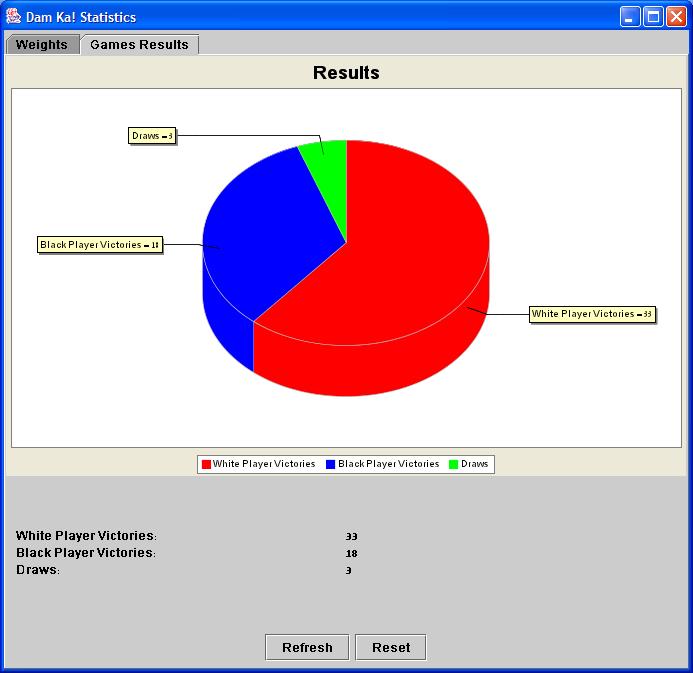 Dam Ka! Statistics
Weights Games Results
Results
Draws = 3
Black Player Victories = 18
White Player Victories = 33
White Player Victories Black Player Victories Draws
White Player Victories: 33
Black Player Victories: 18
Draws: 3
Refresh Reset